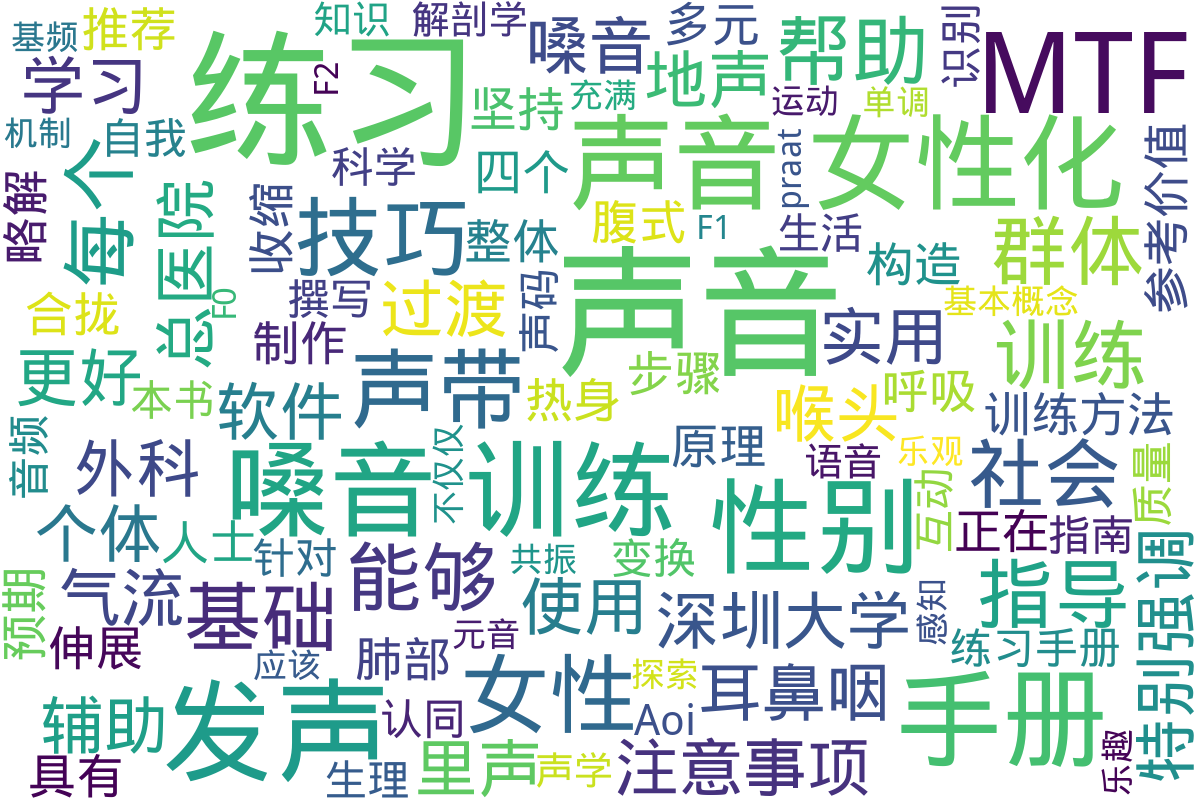 基频
推荐
知识
解剖学
嗓音
多元
帮助
识别
MTF
学习
练习
F2
坚持
充满
地声
运动
单调
机制
自我
每个
科学
四个
声音
女性化
praat
参考价值
略解
总医院
收缩
技巧
整体
腹式
F1
生活
群体
构造
合拢
F0
撰写
过渡
声码
声音
实用
基本概念
制作
更好
本书
软件
声带
热身
步骤
喉头
呼吸
训练
训练方法
音频
外科
嗓音训练
不仅仅
原理
性别
语音
乐观
社会
质量
个体
人士
针对
能够
共振
变换
互动
正在
指南
预期
气流
基础
使用
深圳大学
感知
指导
特别强调
伸展
应该
肺部
元音
女性
探索
耳鼻咽
练习手册
辅助
发声
认同
Aoi
手册
具有
生理
里声
声学
注意事项
乐趣